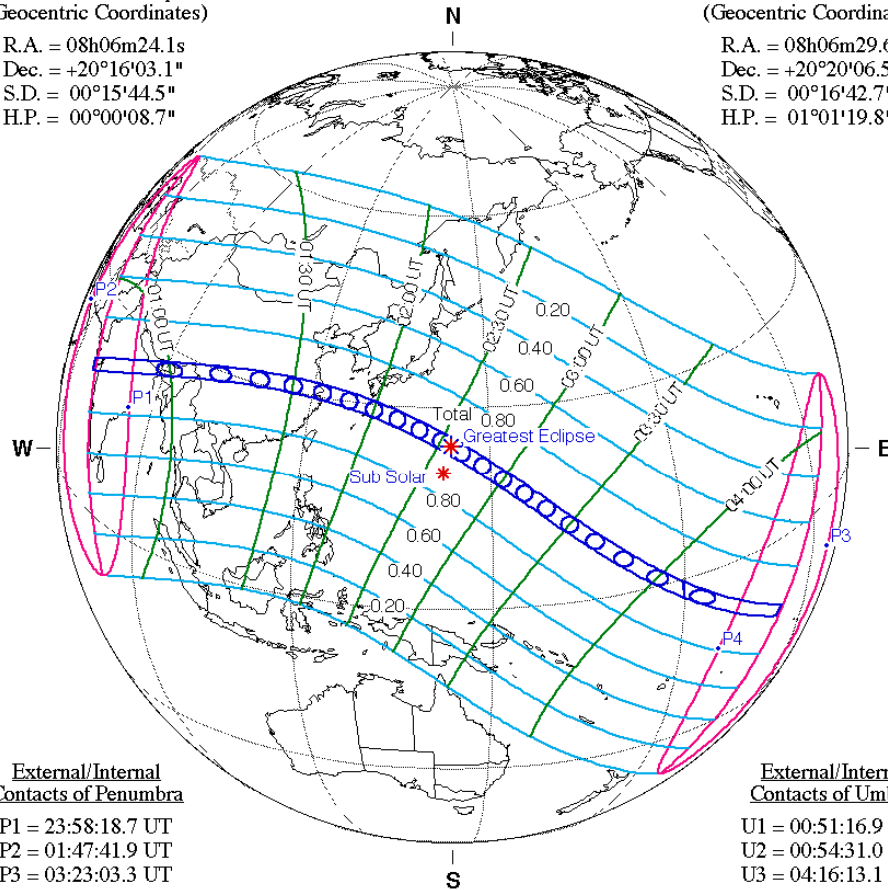 Geocentric Coordinates)
R.A. = 08h06m24.1s
Dec. = +20°16'03.1"
S.D. = 00°15'44.5"
H.P. = 00°00'08.7"
N
(Geocentric Coordina
R.A. = 08h06m29.6
Dec. = +20°20'06.5
S.D. = 00°16'42.7"
H.P. = 01°01'19.8"
01:00 UT
01:30 UT
02:00 UT
02:30 UT
03:00 UT
03:30 UT
04:00 UT
P2
0.20
0.40
0.60
P1
Total
0.80
Greatest Eclipse
W
E
Sub Solar
0.80
0.60
0.40
0.20
P3
P4
External/Internal
Contacts of Penumbra
P1 = 23:58:18.7 UT
P2 = 01:47:41.9 UT
P3 = 03:23:03.3 UT
S
External/Intern
Contacts of Umb
U1 = 00:51:16.9
U2 = 00:54:31.0
U3 = 04:16:13.1